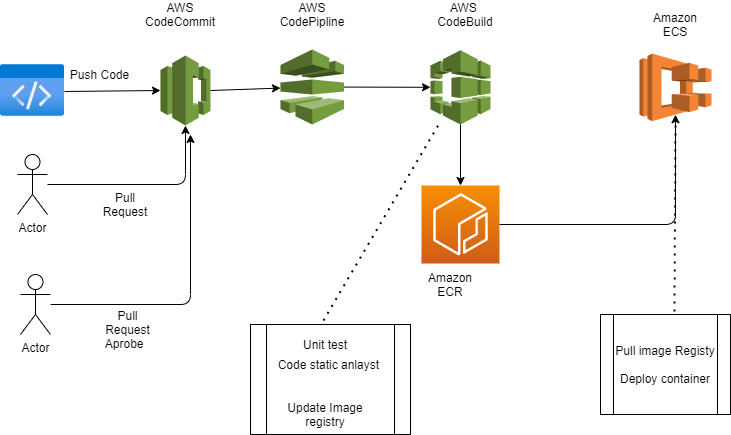 AWS
CodeCommit
AWS
CodePipline
AWS
CodeBuild
Amazon
ECS
Push Code
</>
Pull
Request
Actor
Amazon
ECR
Pull
Request
Aprobe
Actor
Unit test
Code static anlayst
Update Image
registry
Pull image Registy
Deploy container